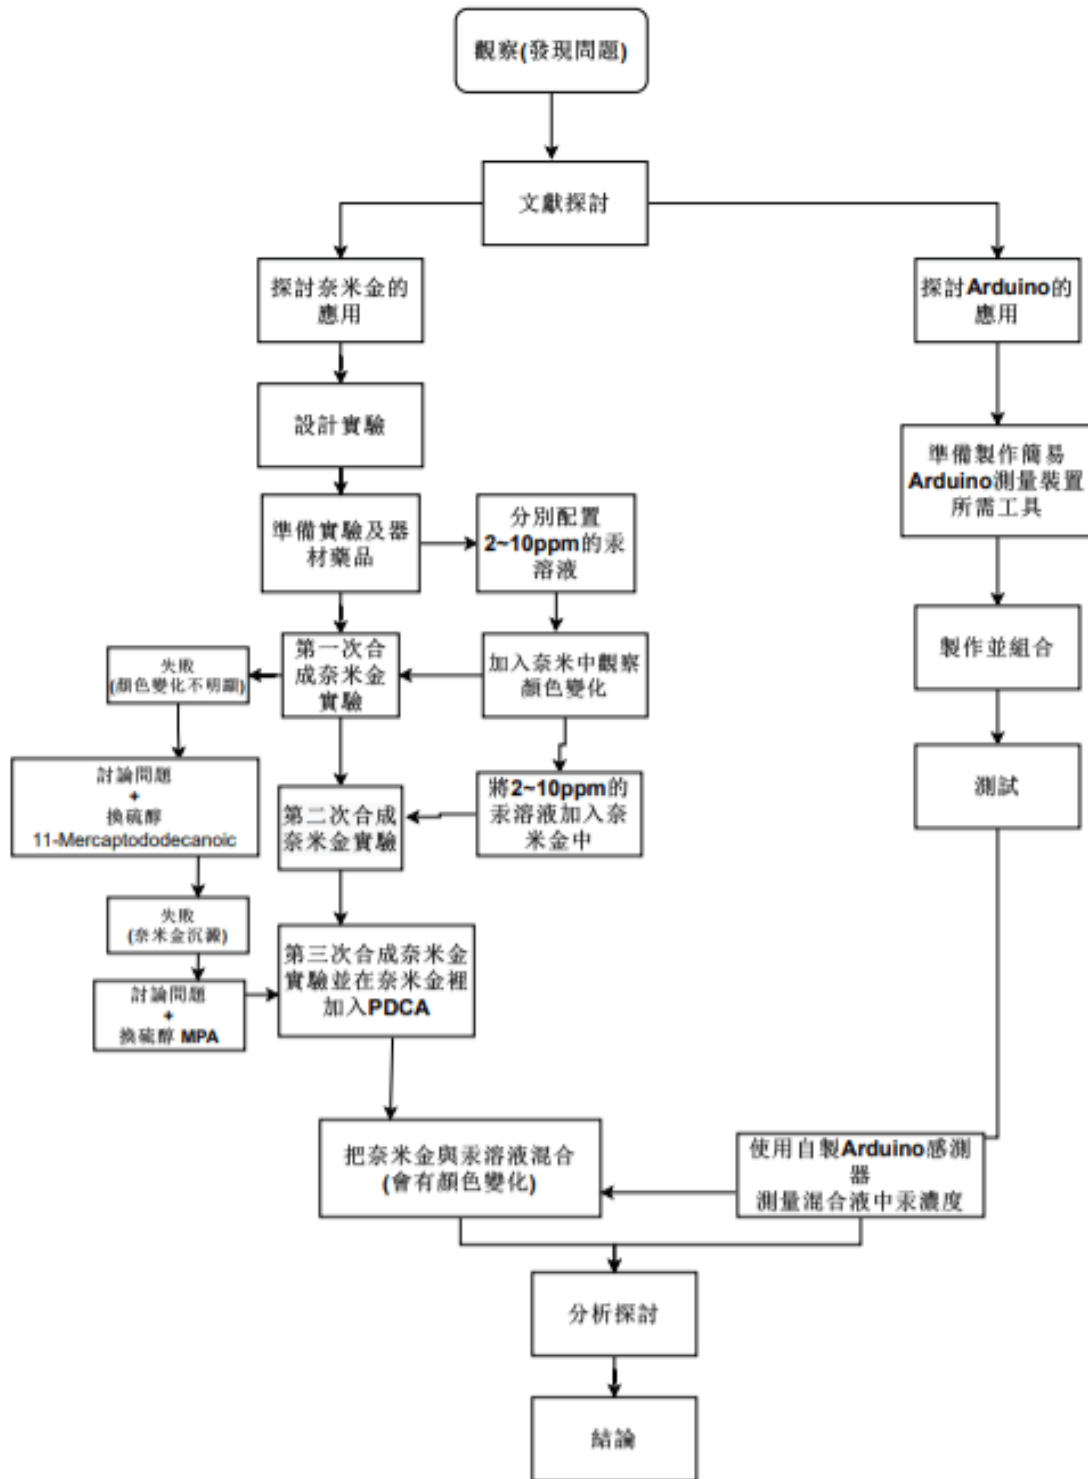 觀察(發現問題)
文獻探討
探討奈米金的
應用
探討Arduino的
應用
設計實驗
準備實驗及器
材藥品
分別配置
2~10ppm的汞
溶液
準備製作簡易
Arduino測量裝置
所需工具
第一次合
成奈米金
實驗
加入奈米中觀察
顏色變化
失敗
(顏色變化不明顯)
製作並組合
討論問題
+
換硫醇
11-Mercaptododecanoic
第二次合成
奈米金實驗
將2~10ppm的
汞溶液加入奈
米金中
測試
失敗
(奈米金沉澱)
討論問題
+
換硫醇 MPA
第三次合成奈米金
實驗並在奈米金裡
加入PDCA
把奈米金與汞溶液混合
(會有顏色變化)
使用自製Arduino感測
器
測量混合液中汞濃度
分析探討
結論